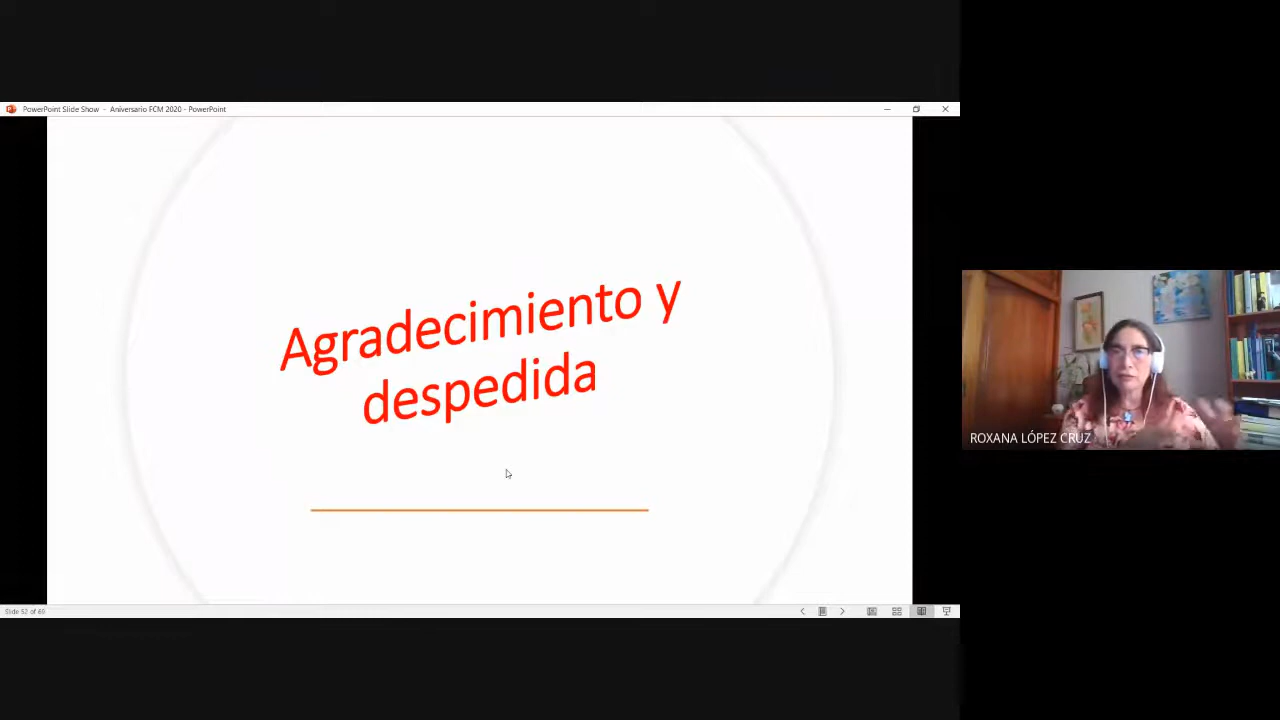 PowerPoint Slide Show - Aniversario FCM 2020 - PowerPoint
Agradecimiento y
despedida
ROXANA LÓPEZ CRUZ